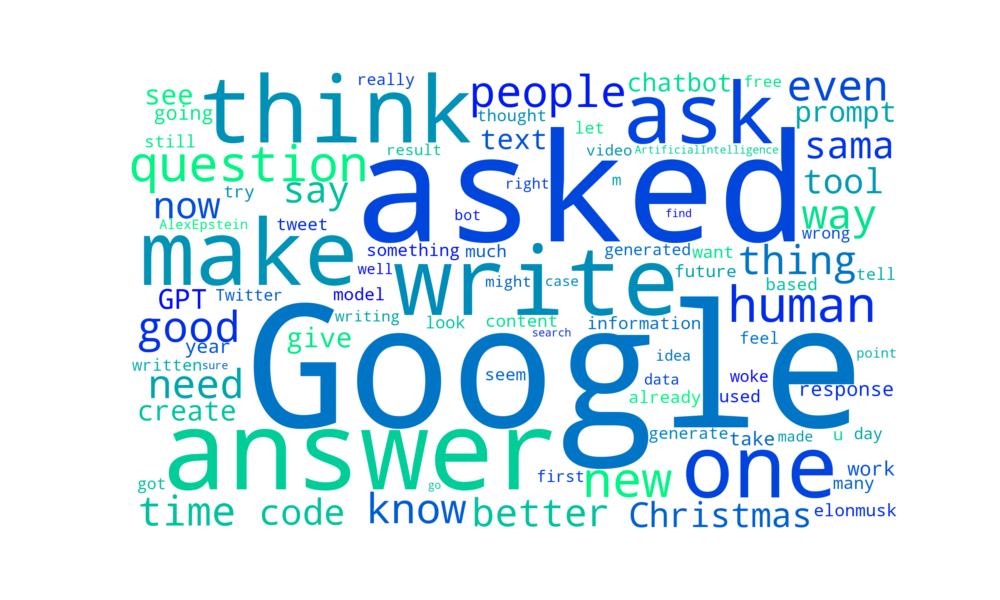 really
people
chatbot
free
even
see
think
ask
going
thought
prompt
still
text
let
sama
question
result
video
ArtificialIntelligence
asked
try
say
right
m
tool
now
bot
find
way
AlexEpstein
tweet
wrong
make
something
much
generated
want
thing
well
write
future
tell
might
case
based
GPT
Twitter
model
human
good
writing
look
content
information
give
search
Google
feel
year
idea
point
written
sure
seem
data
woke
need
already
used
response
create
answer
generate
take
made
u
day
one
got
go
first
new
work
many
time
code
know
better
Christmas
elonmusk